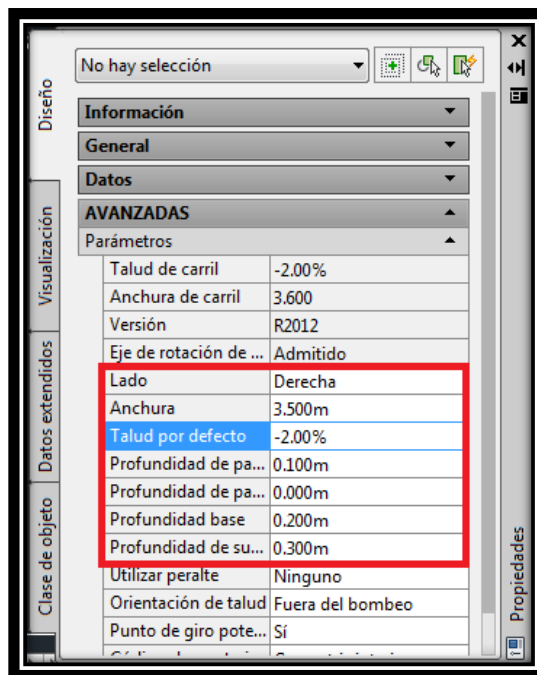 No hay selección
Información
General
Datos
AVANZADAS
Parámetros
Talud de carril -2.00%
Anchura de carril 3.600
Versión R2012
Eje de rotación de ... Admitido
Lado Derecha
Anchura 3.500m
Talud por defecto -2.00%
Profundidad de pa... 0.100m
Profundidad de pa... 0.000m
Profundidad base 0.200m
Profundidad de su... 0.300m
Utilizar peralte Ninguno
Orientación de talud Fuera del bombeo
Punto de giro pote... Sí
Diseño
Visualización
Datos extendidos
Clase de objeto
Propiedades